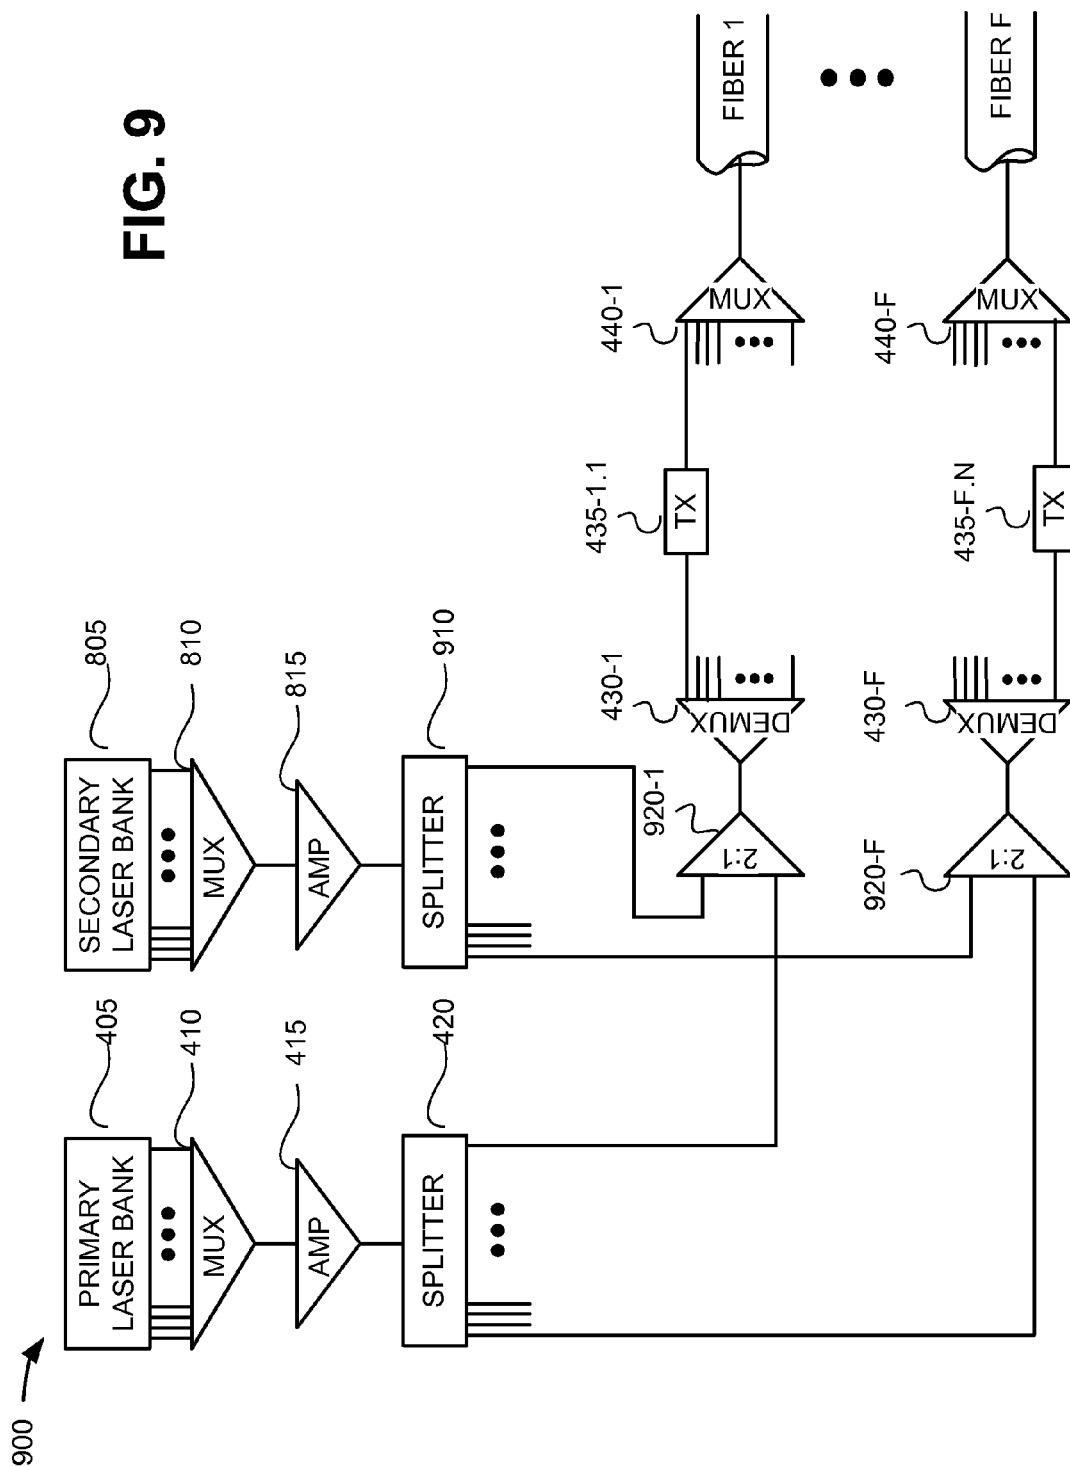 FIG. 9
900
PRIMARY
LASER BANK
405
MUX
410
AMP
415
SPLITTER
420
SECONDARY
LASER BANK
805
MUX
810
AMP
815
SPLITTER
910
2:1
920-1
DEMUX
430-1
TX
435-1.1
MUX
440-1
FIBER 1
2:1
920-F
DEMUX
430-F
TX
435-F.N
MUX
440-F
FIBER F